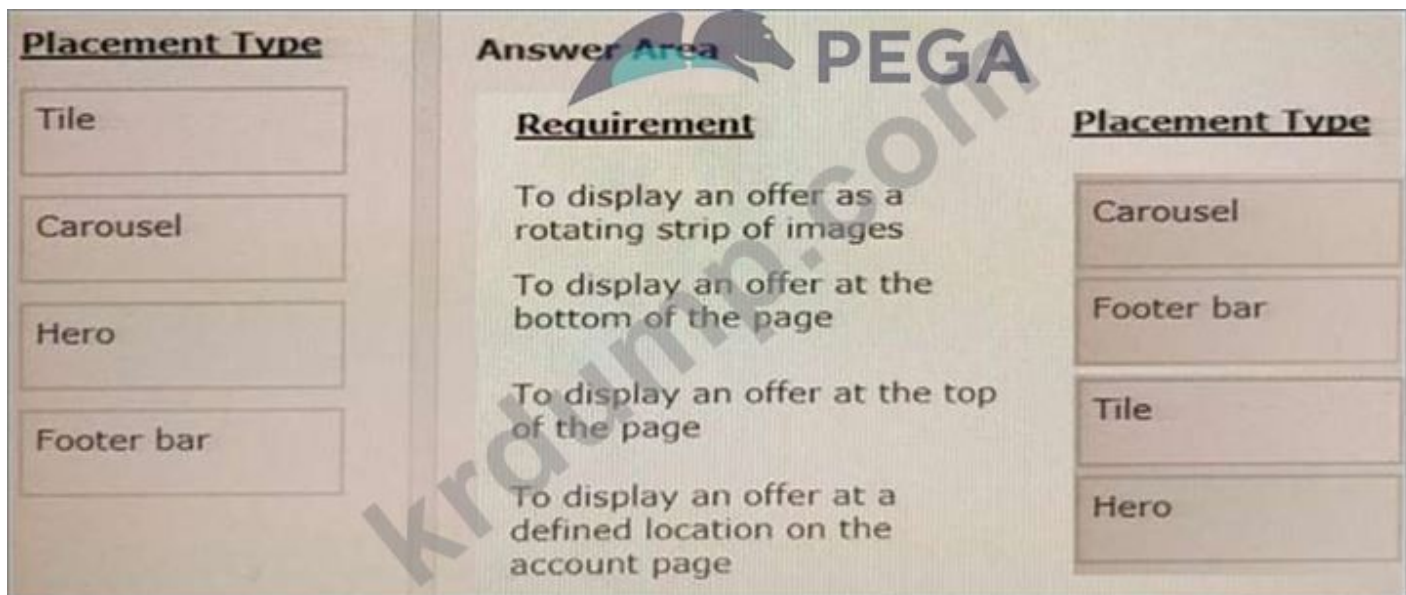 Placement Type
Tile
Carousel
Hero
Footer bar
Answer Area
PEGA
Requirement
Placement Type
To display an offer as a
rotating strip of images
Carousel
To display an offer at the
bottom of the page
Footer bar
To display an offer at the top
of the page
Tile
To display an offer at a
defined location on the
account page
Hero
krdump.com